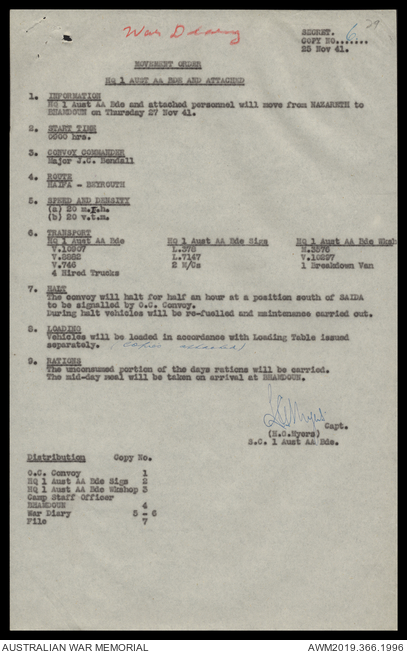 War Diary
SECRET. 29
COPY NO. 6
25 Nov 41.
MOVEMENT ORDER
HQ 1 AUST AA BDE AND ATTACHED
1. INFORMATION
HQ 1 Aust AA Bde and attached personnel will move from NAZARETH to
BHAMDOUN on Thursday 27 Nov 41.
2. START TIME
0900 hrs.
3. CONVOY COMMANDER
Major J.C. Bendall
4. ROUTE
HAIFA - BEYROUTH
5. SPEED AND DENSITY
(a) 20 m.p.h.
(b) 20 v.t.m.
6. TRANSPORT
HQ 1 Aust AA Bde HQ 1 Aust AA Bde Sigs HQ 1 Aust AA Bde Wksh
V.10907 L.378 N.3576
V.8882 L.7147 V.10297
V.746 2 M/Cs 1 Breakdown Van
4 Hired Trucks
7. HALT
The convoy will halt for half an hour at a position south of SAIDA
to be signalled by O.C. Convoy.
During halt vehicles will be re-fuelled and maintenance carried out.
8. LOADING
Vehicles will be loaded in accordance with Loading Table issued
separately. (copies attached)
9. RATIONS
The unconsumed portion of the days rations will be carried.
The mid-day meal will be taken on arrival at BHAMDOUN.
Capt.
(H.G.Myers)
S.C. 1 Aust AA Bde.
Distribution Copy No.
O.C. Convoy 1
HQ 1 Aust AA Bde Sigs 2
HQ 1 Aust AA Bde Wkshop 3
Camp Staff Officer
BHAMDOUN 4
War Diary 5 - 6
File 7
AUSTRALIAN WAR MEMORIAL AWM2019.366.1996